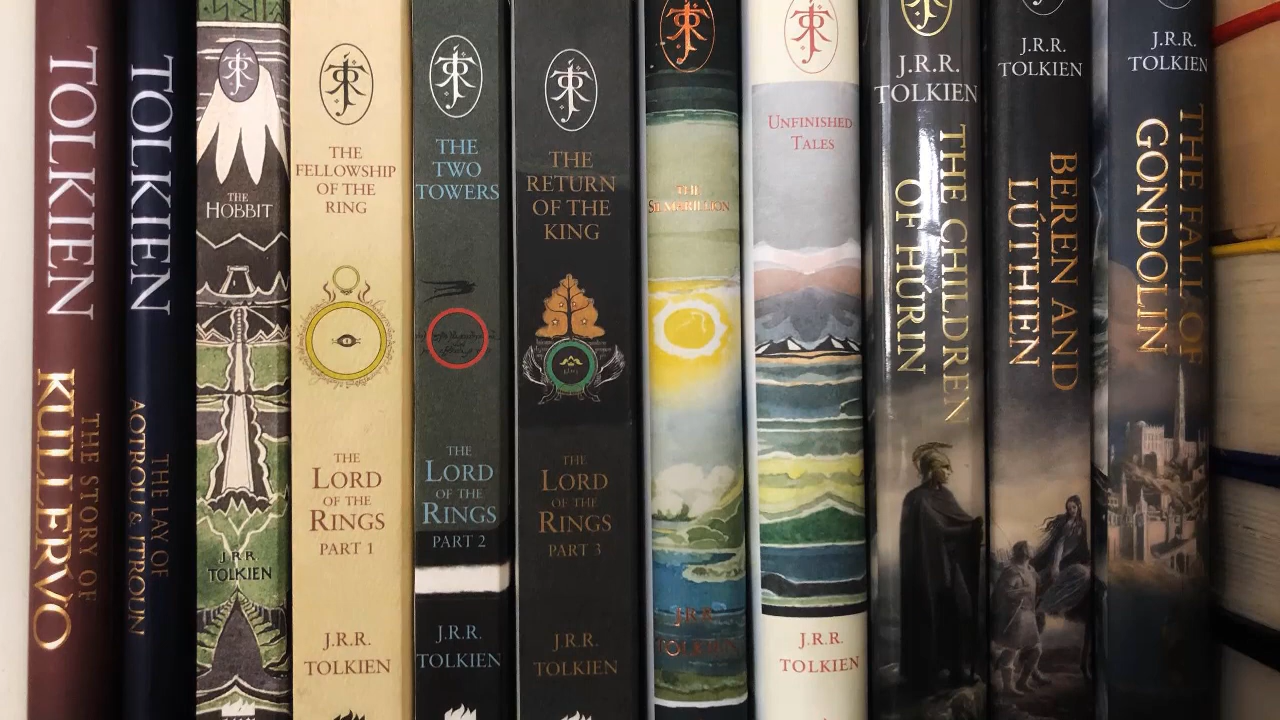 TOLKIEN
THE STORY OF
KULLERVO
TOLKIEN
THE LAY OF
AOTROU & ITROUN
THE
HOBBIT
J R R
TOLKIEN
THE
FELLOWSHIP
OF THE
RING
THE
LORD
OF THE
RINGS
PART 1
J.R.R.
TOLKIEN
THE
TWO
TOWERS
THE
LORD
OF THE
RINGS
PART 2
J.R.R.
TOLKIEN
THE
RETURN
OF THE
KING
THE
LORD
OF THE
RINGS
PART 3
J.R.R.
TOLKIEN
THE
SILMARILLION
J.R.R.
TOLKIEN
UNFINISHED
TALES
J.R.R.
TOLKIEN
J.R.R.
TOLKIEN
THE CHILDREN
OF HÚRIN
J.R.R.
TOLKIEN
BEREN AND
LÚTHIEN
J.R.R.
TOLKIEN
THE FALL OF
GONDOLIN